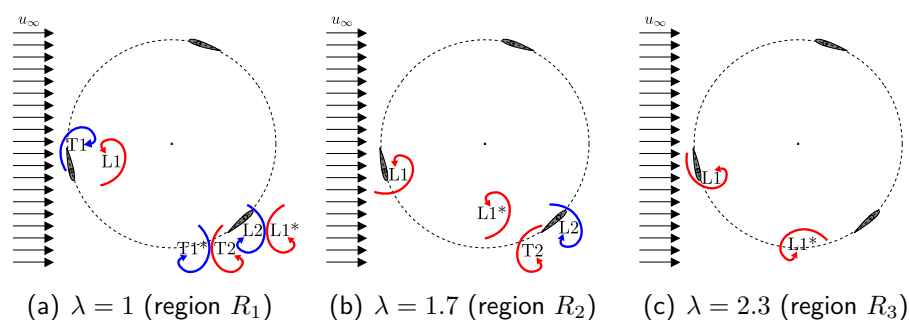 u∞ u∞ u∞
T1 L1 L1 L1
L1*
T1* T2 L2 L1* T2 L2 L1*
(a) λ = 1 (region R₁) (b) λ = 1.7 (region R₂) (c) λ = 2.3 (region R₃)